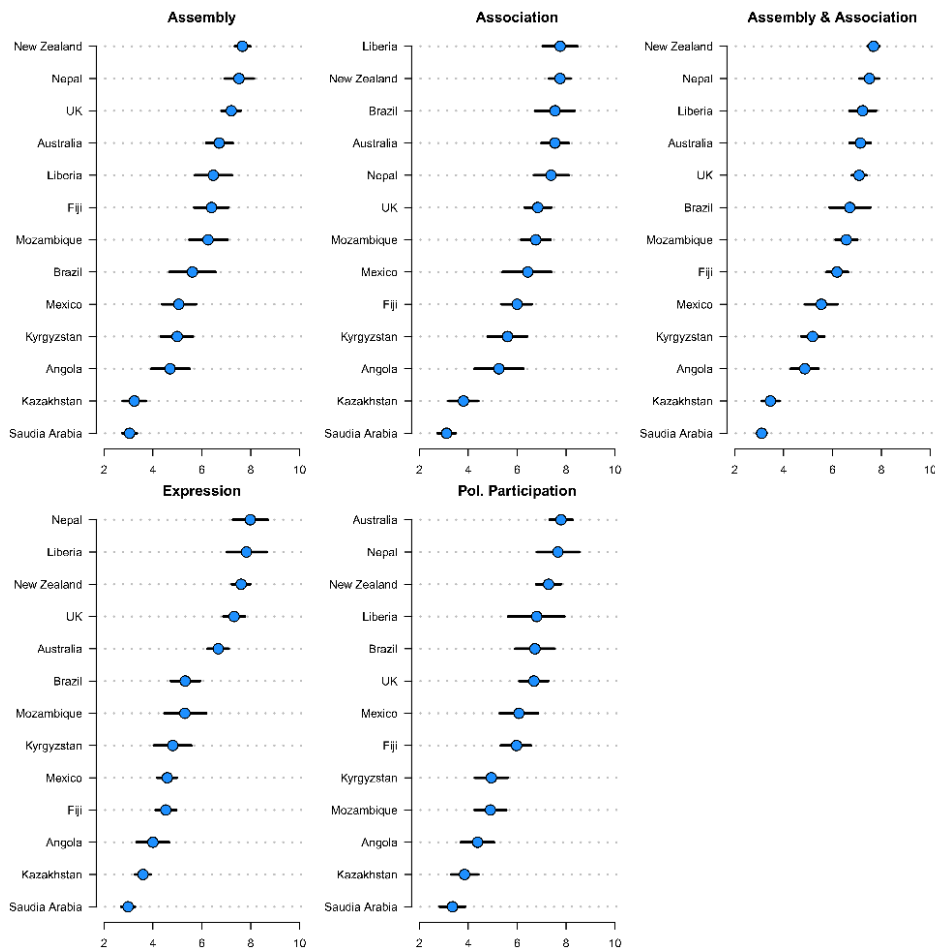 Assembly
New Zealand
Nepal
UK
Australia
Liberia
Fiji
Mozambique
Brazil
Mexico
Kyrgyzstan
Angola
Kazakhstan
Saudia Arabia
2 4 6 8 10
Association
Liberia
New Zealand
Brazil
Australia
Nepal
UK
Mozambique
Mexico
Fiji
Kyrgyzstan
Angola
Kazakhstan
Saudia Arabia
2 4 6 8 10
Assembly & Association
New Zealand
Nepal
Liberia
Australia
UK
Brazil
Mozambique
Fiji
Mexico
Kyrgyzstan
Angola
Kazakhstan
Saudia Arabia
2 4 6 8 10
Expression
Nepal
Liberia
New Zealand
UK
Australia
Brazil
Mozambique
Kyrgyzstan
Mexico
Fiji
Angola
Kazakhstan
Saudia Arabia
2 4 6 8 10
Pol. Participation
Australia
Nepal
New Zealand
Liberia
Brazil
UK
Mexico
Fiji
Kyrgyzstan
Mozambique
Angola
Kazakhstan
Saudia Arabia
2 4 6 8 10